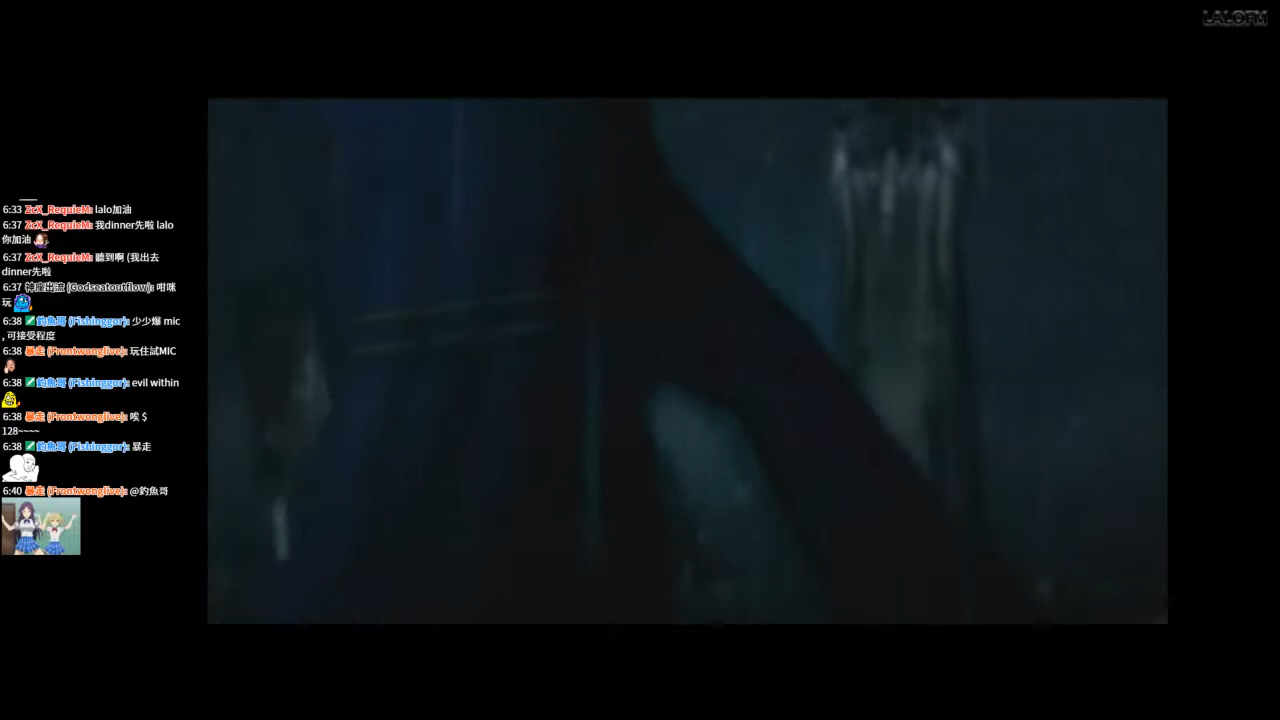 LALOFM
6:33 ZcX_RequieM: lalo加油
6:37 ZcX_RequieM: 我dinner先啦 lalo
你加油
6:37 ZcX_RequieM: 聽到啊 (我出去
dinner先啦
6:37 神座出流 (Godseatoutflow): 咁咪
玩
6:38 釣魚哥 (Fishinggor): 少少爆 mic
, 可接受程度
6:38 暴走 (Frontwonglive): 玩住試MIC
6:38 釣魚哥 (Fishinggor): evil within
6:38 暴走 (Frontwonglive): 唉 $
128~~~~
6:38 釣魚哥 (Fishinggor): 暴走
6:40 暴走 (Frontwonglive): @釣魚哥